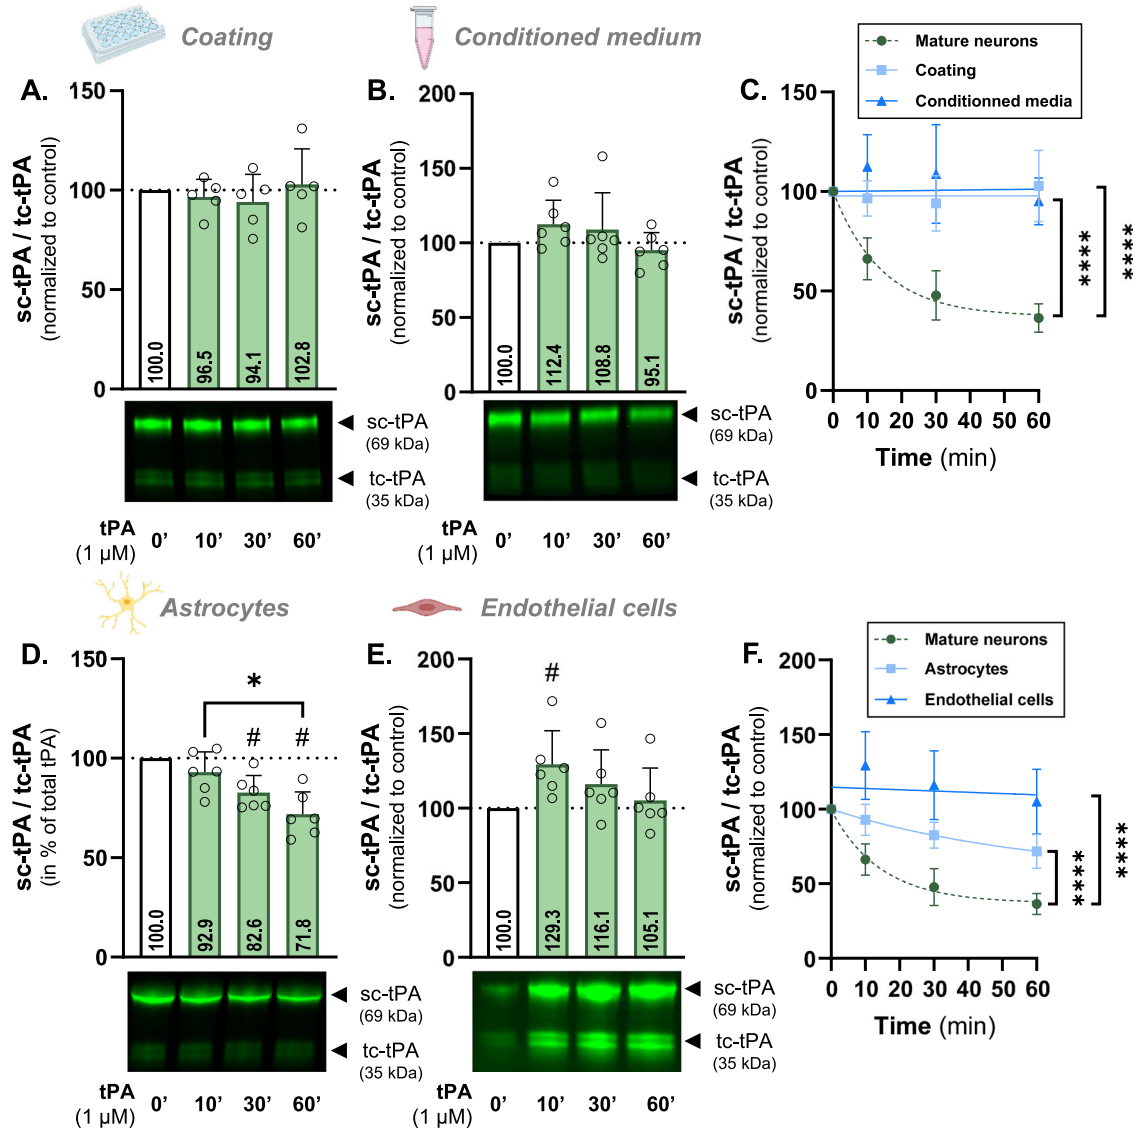 Coating
Conditioned medium
A.
sc-tPA / tc-tPA
(normalized to control)
150
100
50
0
100.0
96.5
94.1
102.8
sc-tPA
(69 kDa)
tc-tPA
(35 kDa)
tPA
(1 µM)
0’ 10’ 30’ 60’
B.
sc-tPA / tc-tPA
(normalized to control)
200
150
100
50
0
100.0
112.4
108.8
95.1
sc-tPA
(69 kDa)
tc-tPA
(35 kDa)
tPA
(1 µM)
0’ 10’ 30’ 60’
C.
Mature neurons
Coating
Conditionned media
sc-tPA / tc-tPA
(normalized to control)
150
100
50
0
****
****
0 10 20 30 40 50 60
Time (min)
Astrocytes
Endothelial cells
D.
sc-tPA / tc-tPA
(in % of total tPA)
150
100
50
0
*
# #
100.0
92.9
82.6
71.8
sc-tPA
(69 kDa)
tc-tPA
(35 kDa)
tPA
(1 µM)
0’ 10’ 30’ 60’
E.
sc-tPA / tc-tPA
(normalized to control)
200
150
100
50
0
#
100.0
129.3
116.1
105.1
sc-tPA
(69 kDa)
tc-tPA
(35 kDa)
tPA
(1 µM)
0’ 10’ 30’ 60’
F.
Mature neurons
Astrocytes
Endothelial cells
sc-tPA / tc-tPA
(normalized to control)
200
150
100
50
0
****
****
0 10 20 30 40 50 60
Time (min)